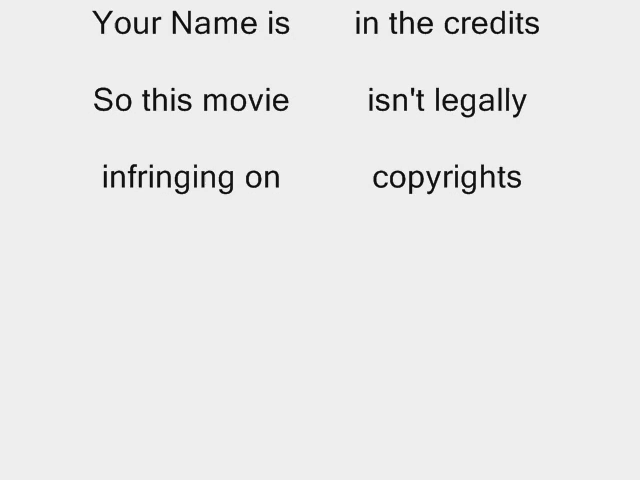 Your Name is in the credits
So this movie isn't legally
infringing on copyrights